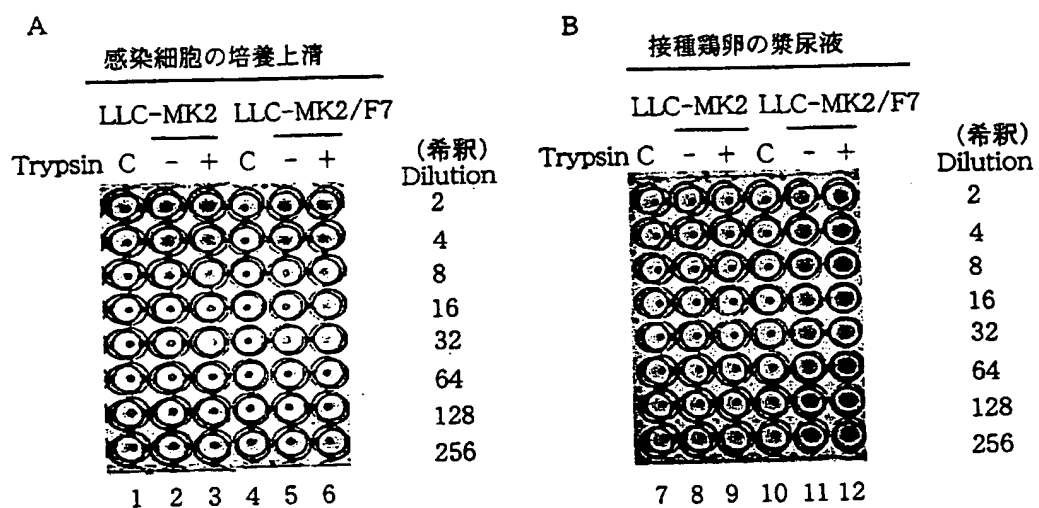 A
感染細胞の培養上清
LLC-MK2 LLC-MK2/F7
Trypsin C - + C - +
(希釈)
Dilution
2
4
8
16
32
64
128
256
1 2 3 4 5 6
B
接種鶏卵の漿尿液
LLC-MK2 LLC-MK2/F7
Trypsin C - + C - +
(希釈)
Dilution
2
4
8
16
32
64
128
256
7 8 9 10 11 12